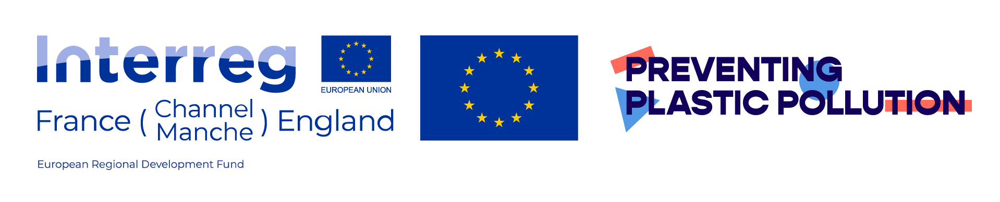 Interreg
EUROPEAN UNION
France ( Channel
Manche ) England
European Regional Development Fund
PREVENTING
PLASTIC POLLUTION